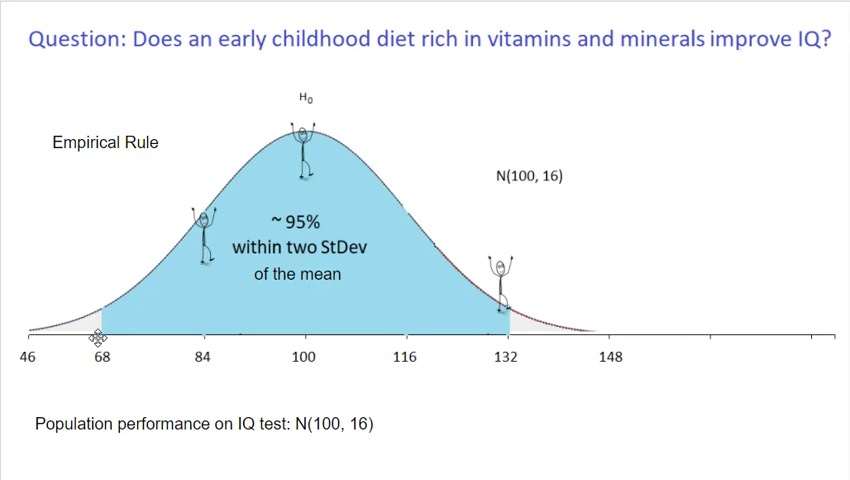 Question: Does an early childhood diet rich in vitamins and minerals improve IQ?
H₀
Empirical Rule
N(100, 16)
~ 95%
within two StDev
of the mean
46 68 84 100 116 132 148
Population performance on IQ test: N(100, 16)